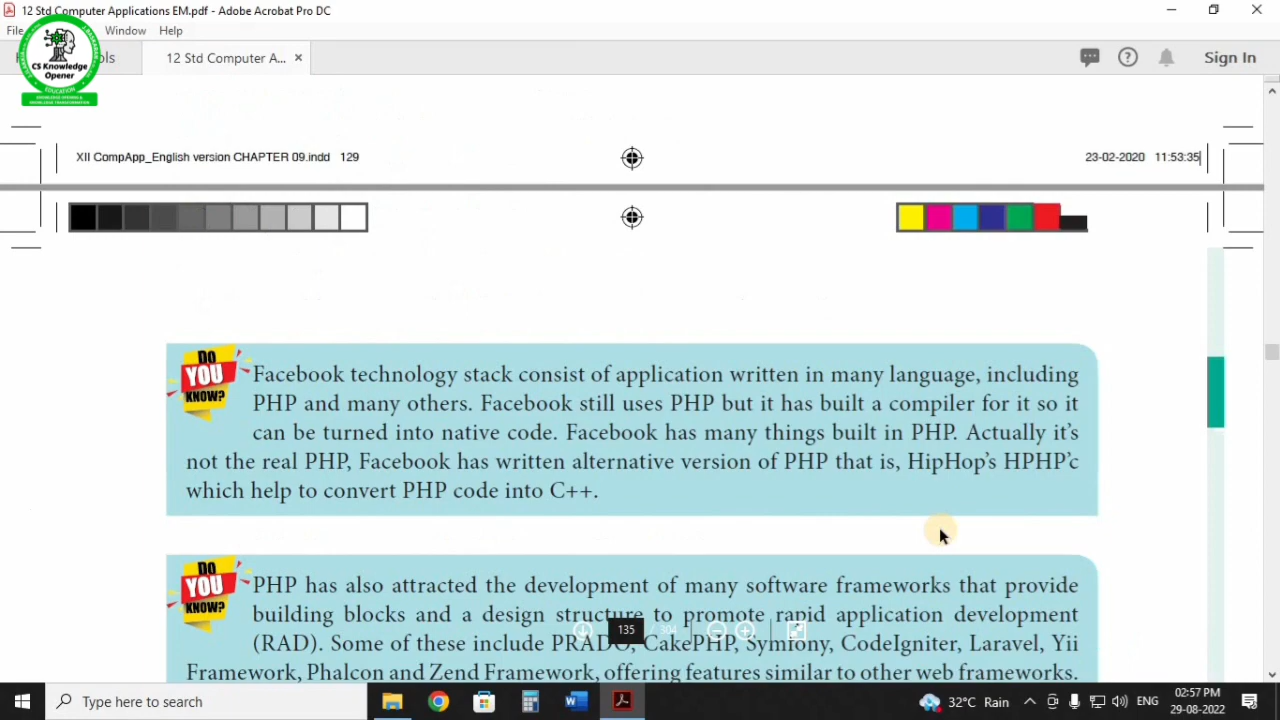 12 Std Computer Applications EM.pdf - Adobe Acrobat Pro DC
File Window Help
CS Knowledge
Opener
EDUCATION
12 Std Computer A... ×
Sign In
XII CompApp_English version CHAPTER 09.indd 129
23-02-2020 11:53:35
DO
YOU
KNOW?
Facebook technology stack consist of application written in many language, including
PHP and many others. Facebook still uses PHP but it has built a compiler for it so it
can be turned into native code. Facebook has many things built in PHP. Actually it's
not the real PHP, Facebook has written alternative version of PHP that is, HipHop's HPHP'c
which help to convert PHP code into C++.
DO
YOU
KNOW?
PHP has also attracted the development of many software frameworks that provide
building blocks and a design structure to promote rapid application development
(RAD). Some of these include PRADO, CakePHP, Symfony, CodeIgniter, Laravel, Yii
Framework, Phalcon and Zend Framework, offering features similar to other web frameworks.
135 / 304
Type here to search
32°C Rain
ENG
02:57 PM
29-08-2022